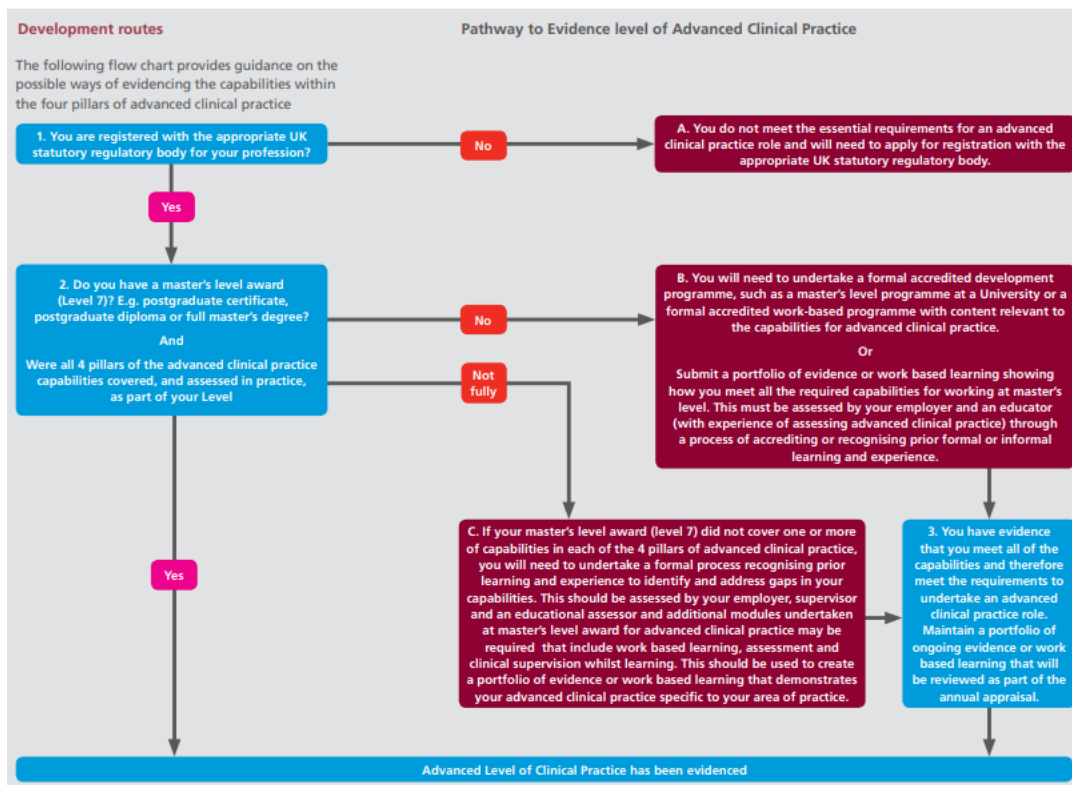 Development routes
Pathway to Evidence level of Advanced Clinical Practice
The following flow chart provides guidance on the
possible ways of evidencing the capabilities within
the four pillars of advanced clinical practice
1. You are registered with the appropriate UK
statutory regulatory body for your profession?
No
A. You do not meet the essential requirements for an advanced
clinical practice role and will need to apply for registration with the
appropriate UK statutory regulatory body.
Yes
2. Do you have a master's level award
(Level 7)? E.g. postgraduate certificate,
postgraduate diploma or full master's degree?
And
Were all 4 pillars of the advanced clinical practice
capabilities covered, and assessed in practice,
as part of your Level
No
B. You will need to undertake a formal accredited development
programme, such as a master's level programme at a University or a
formal accredited work-based programme with content relevant to
the capabilities for advanced clinical practice.
Or
Submit a portfolio of evidence or work based learning showing
how you meet all the required capabilities for working at master's
level. This must be assessed by your employer and an educator
(with experience of assessing advanced clinical practice) through
a process of accrediting or recognising prior formal or informal
learning and experience.
Not
fully
C. If your master's level award (level 7) did not cover one or more
of capabilities in each of the 4 pillars of advanced clinical practice,
you will need to undertake a formal process recognising prior
learning and experience to identify and address gaps in your
capabilities. This should be assessed by your employer, supervisor
and an educational assessor and additional modules undertaken
at master's level award for advanced clinical practice may be
required that include work based learning, assessment and
clinical supervision whilst learning. This should be used to create
a portfolio of evidence or work based learning that demonstrates
your advanced clinical practice specific to your area of practice.
3. You have evidence
that you meet all of the
capabilities and therefore
meet the requirements to
undertake an advanced
clinical practice role.
Maintain a portfolio of
ongoing evidence or work
based learning that will
be reviewed as part of the
annual appraisal.
Yes
Advanced Level of Clinical Practice has been evidenced